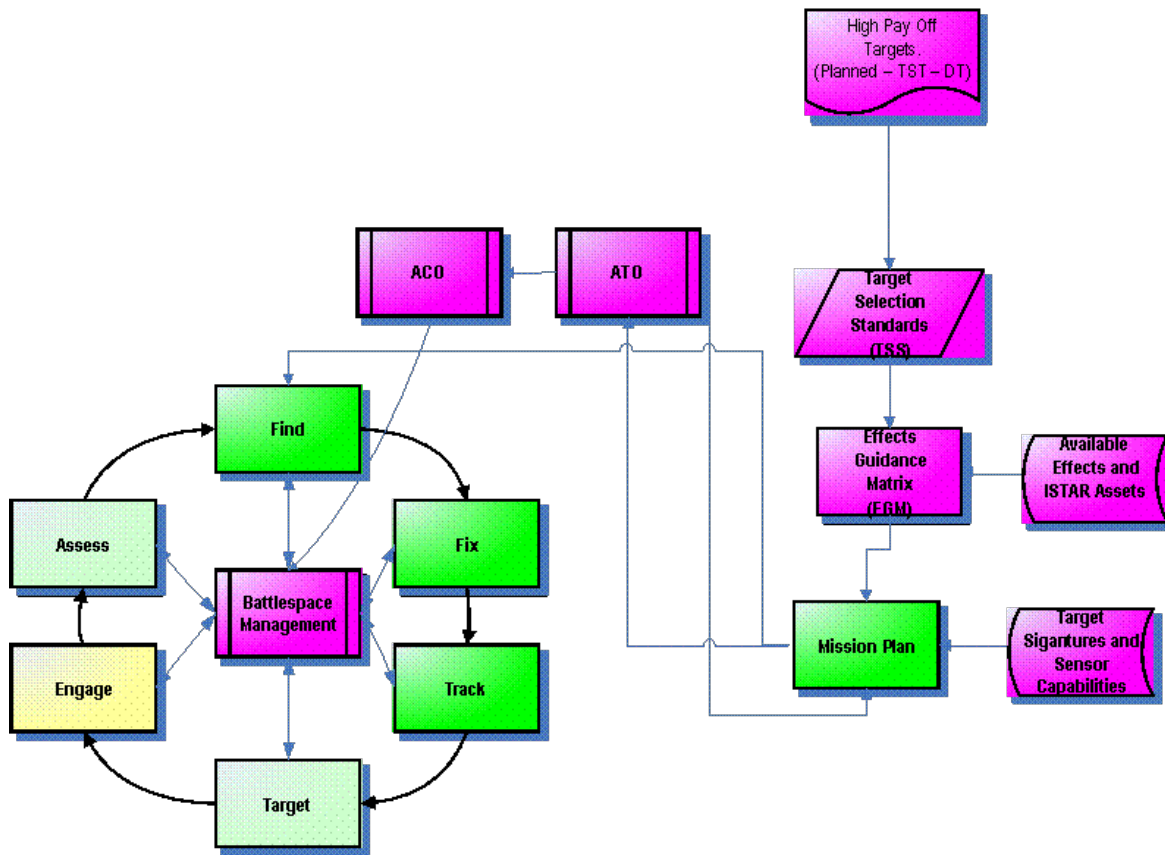 High Pay Off
Targets.
(Planned – TST – DT)
ACO
ATO
Target
Selection
Standards
(TSS)
Find
Effects
Guidance
Matrix
(EGM)
Available
Effects and
ISTAR Assets
Assess
Fix
Battlespace
Management
Mission Plan
Target
Sigantures and
Sensor
Capabilities
Engage
Track
Target